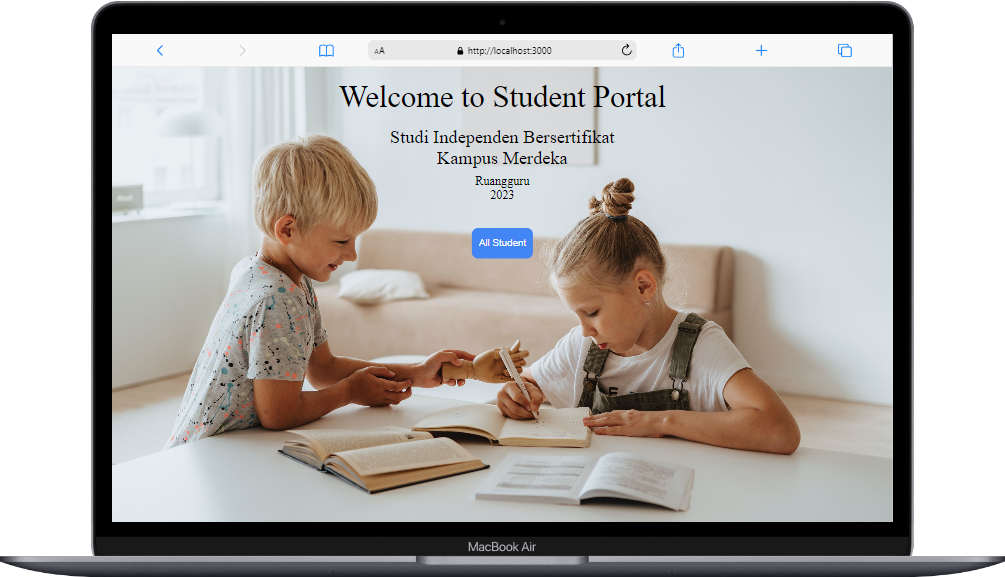 AA http://localhost:3000
Welcome to Student Portal
Studi Independen Bersertifikat
Kampus Merdeka
Ruangguru
2023
All Student
MacBook Air